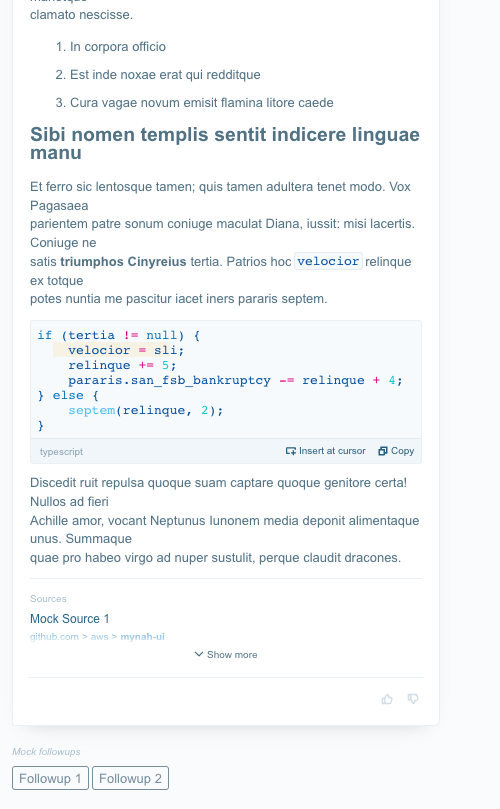 clamato nescisse.
1. In corpora officio
2. Est inde noxae erat qui redditque
3. Cura vagae novum emisit flamina litore caede
Sibi nomen templis sentit indicere linguae
manu
Et ferro sic lentosque tamen; quis tamen adultera tenet modo. Vox
Pagasaea
parientem patre sonum coniuge maculat Diana, iussit: misi lacertis.
Coniuge ne
satis triumphos Cinyreius tertia. Patrios hoc velocior relinque
ex totque
potes nuntia me pascitur iacet iners pararis septem.
if (tertia != null) {
    velocior = sli;
    relinque += 5;
    pararis.san_fsb_bankruptcy -= relinque + 4;
} else {
    septem(relinque, 2);
}
typescript Insert at cursor Copy
Discedit ruit repulsa quoque suam captare quoque genitore certa!
Nullos ad fieri
Achille amor, vocant Neptunus Iunonem media deponit alimentaque
unus. Summaque
quae pro habeo virgo ad nuper sustulit, perque claudit dracones.
Sources
Mock Source 1
github.com > aws > mynah-ui
Show more
Mock followups
Followup 1 Followup 2